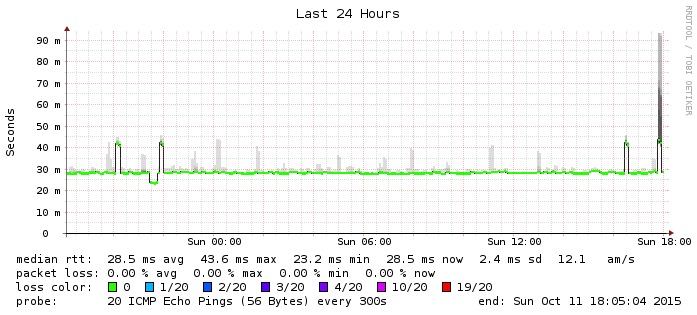 Last 24 Hours
RRDTOOL / TOBI OETIKER
Seconds
90 m
80 m
70 m
60 m
50 m
40 m
30 m
20 m
10 m
0
Sun 00:00 Sun 06:00 Sun 12:00 Sun 18:00
median rtt: 28.5 ms avg 43.6 ms max 23.2 ms min 28.5 ms now 2.4 ms sd 12.1 am/s
packet loss: 0.00 % avg 0.00 % max 0.00 % min 0.00 % now
loss color: 0 1/20 2/20 3/20 4/20 10/20 19/20
probe: 20 ICMP Echo Pings (56 Bytes) every 300s end: Sun Oct 11 18:05:04 2015